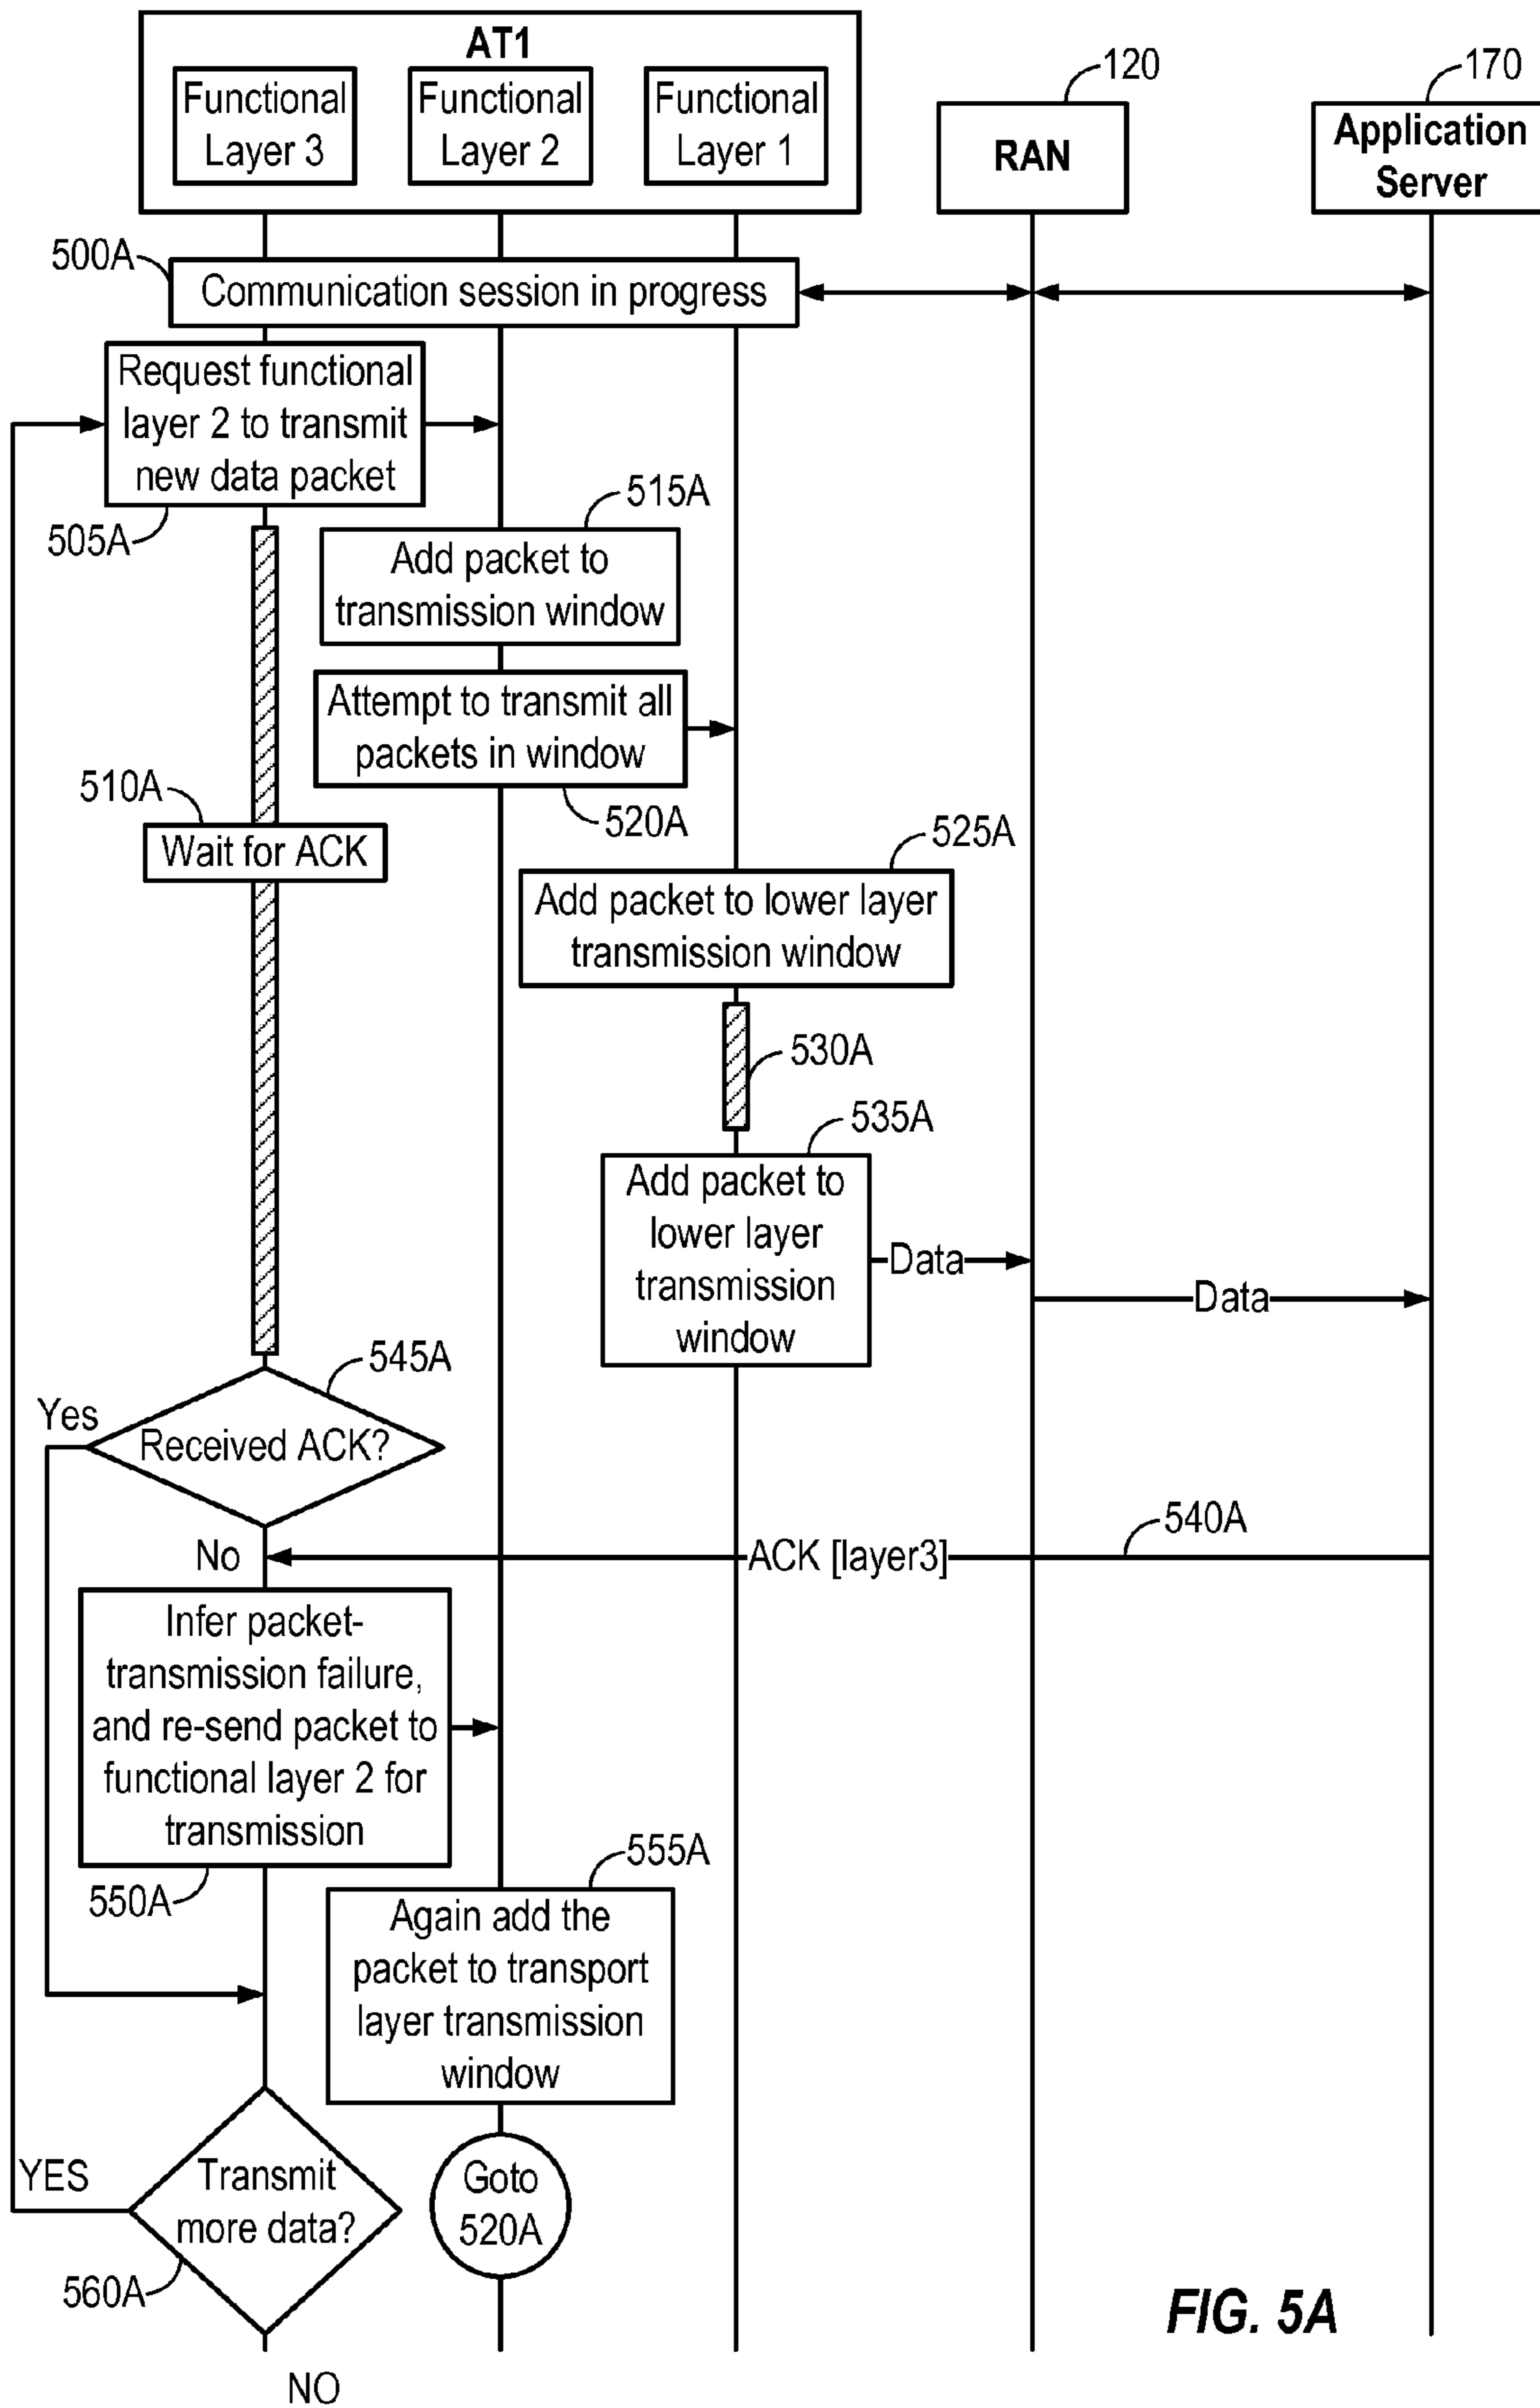 AT1
Functional
Layer 3
Functional
Layer 2
Functional
Layer 1
120
RAN
170
Application
Server
500A
Communication session in progress
Request functional
layer 2 to transmit
new data packet
505A
515A
Add packet to
transmission window
Attempt to transmit all
packets in window
520A
510A
Wait for ACK
525A
Add packet to lower layer
transmission window
530A
535A
Add packet to
lower layer
transmission
window
Data
Data
545A
Yes
Received ACK?
540A
No
ACK [layer3]
Infer packet-
transmission failure,
and re-send packet to
functional layer 2 for
transmission
550A
555A
Again add the
packet to transport
layer transmission
window
YES
Transmit
more data?
560A
Goto
520A
NO
FIG. 5A